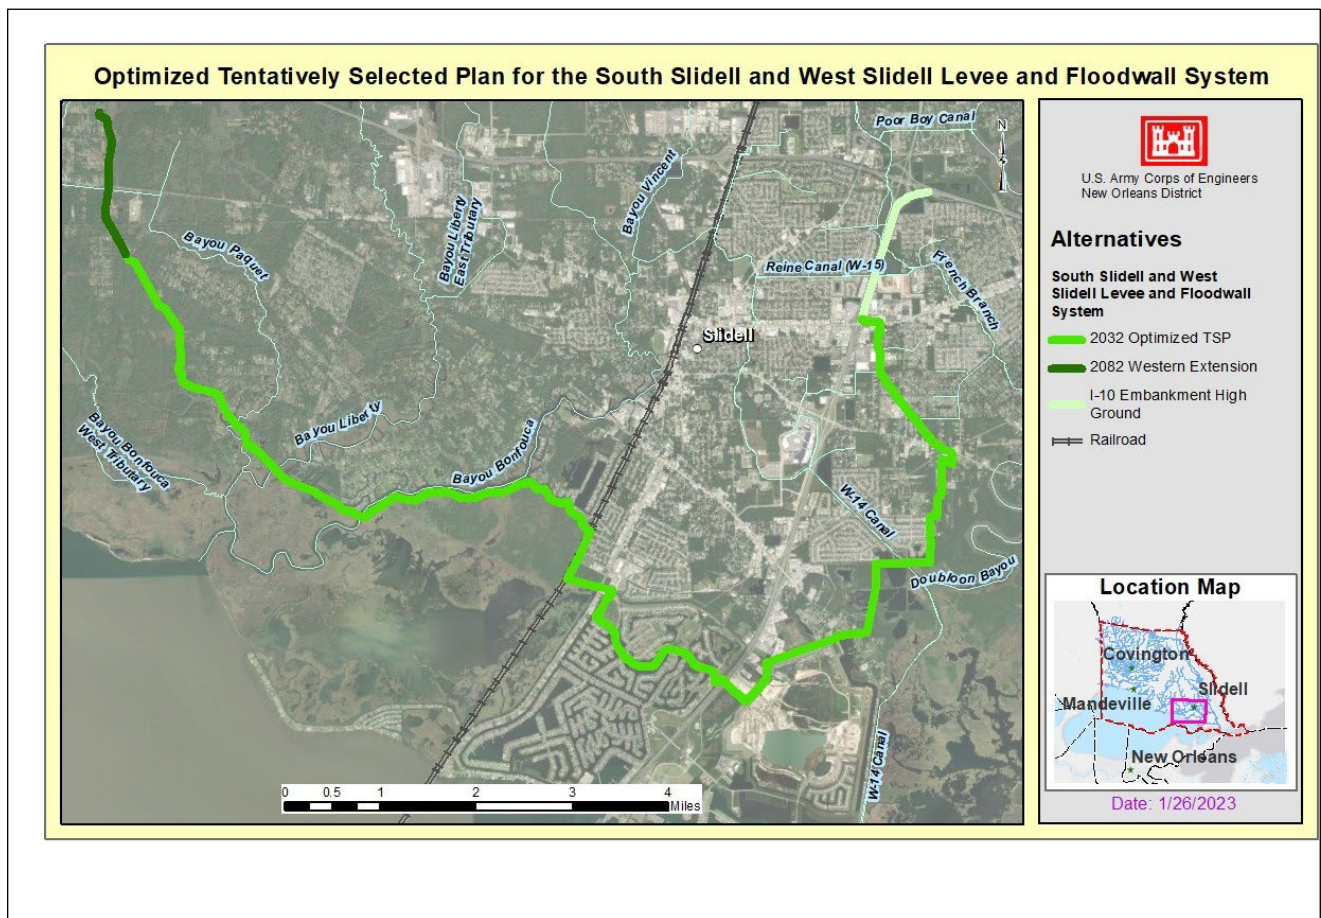 Optimized Tentatively Selected Plan for the South Slidell and West Slidell Levee and Floodwall System
Poor Boy Canal
N
Bayou Vincent
Bayou Liberty
East Tributary
Bayou Paquet
Reine Canal (W-15)
French Branch
Slidell
Bayou Liberty
Bayou Bonfouca
West Tributary
Bayou Bonfouca
W-14 Canal
Doubloon Bayou
W-14 Canal
0 0.5 1 2 3 4
Miles
U.S. Army Corps of Engineers
New Orleans District
Alternatives
South Slidell and West
Slidell Levee and Floodwall
System
2032 Optimized TSP
2082 Western Extension
I-10 Embankment High
Ground
Railroad
Location Map
Covington
Slidell
Mandeville
New Orleans
Date: 1/26/2023